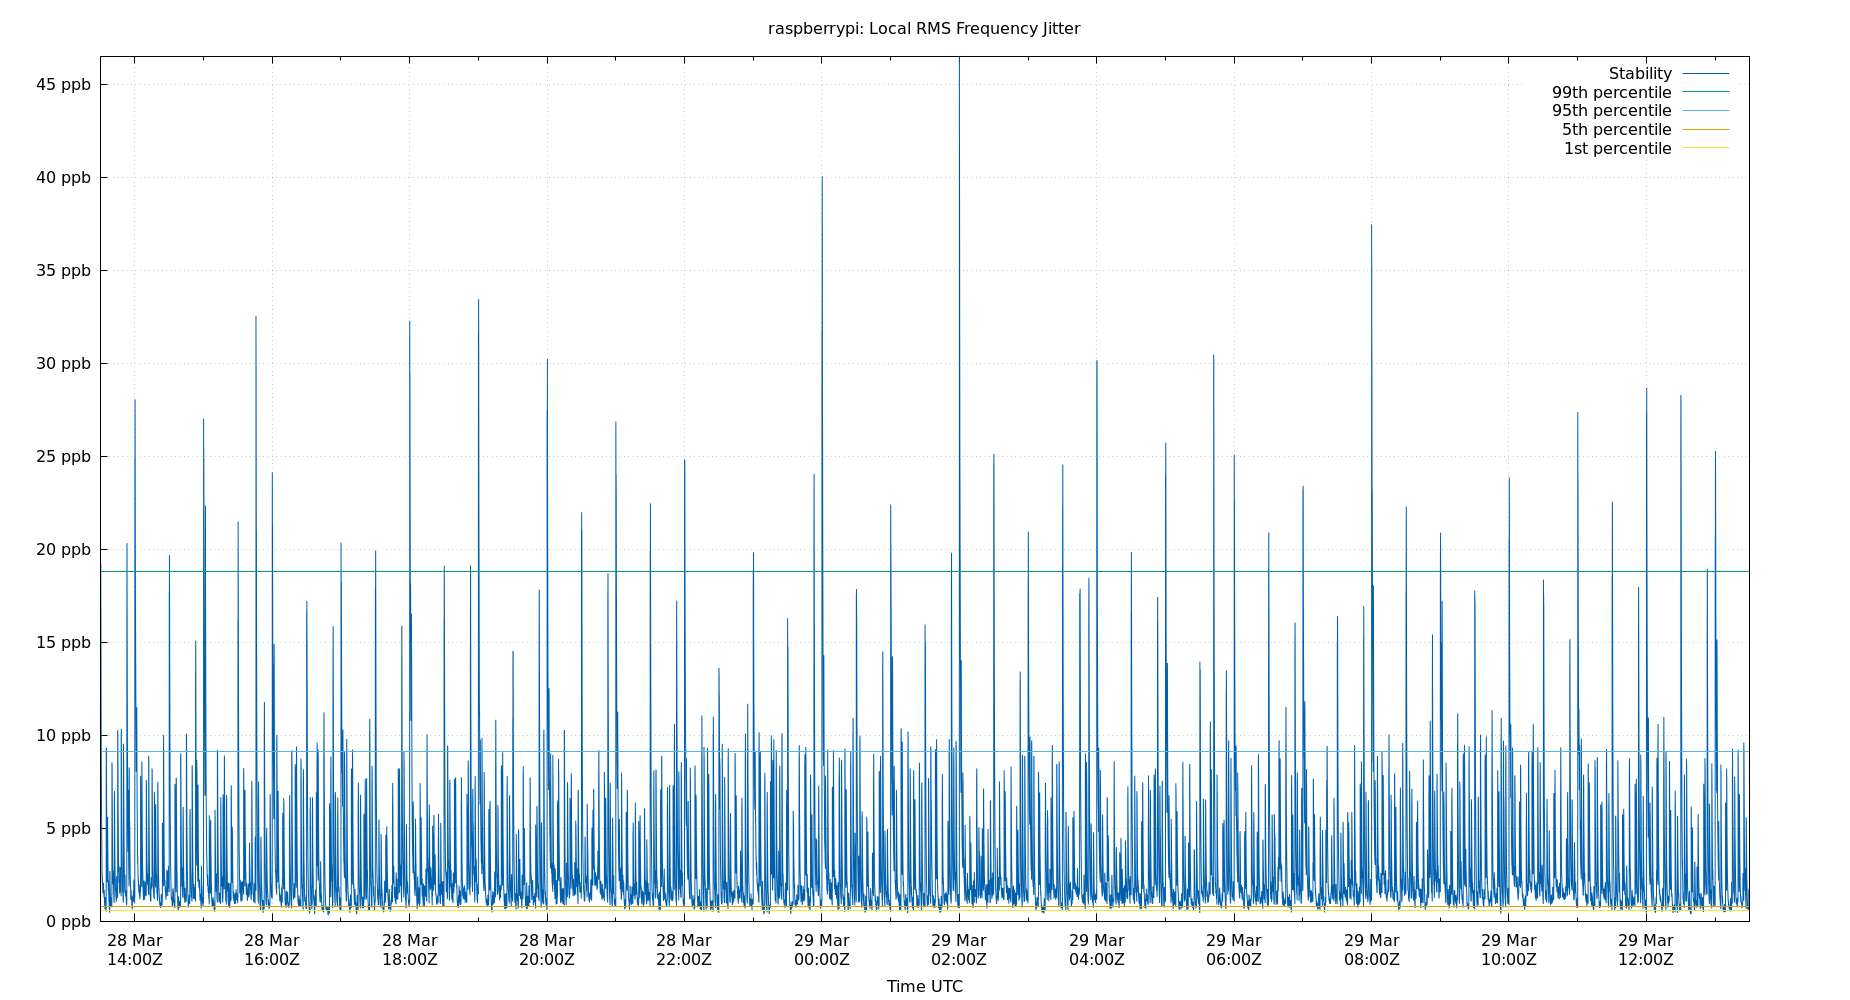 raspberrypi: Local RMS Frequency Jitter
Stability
99th percentile
95th percentile
5th percentile
1st percentile
45 ppb
40 ppb
35 ppb
30 ppb
25 ppb
20 ppb
15 ppb
10 ppb
5 ppb
0 ppb
28 Mar 28 Mar 28 Mar 28 Mar 28 Mar 29 Mar 29 Mar 29 Mar 29 Mar 29 Mar 29 Mar 29 Mar
14:00Z 16:00Z 18:00Z 20:00Z 22:00Z 00:00Z 02:00Z 04:00Z 06:00Z 08:00Z 10:00Z 12:00Z
Time UTC